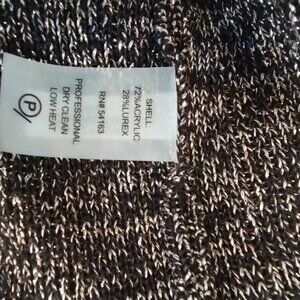 SHELL
72%ACRYLIC
28%LUREX
RN# 54163
PROFESSIONAL
DRY CLEAN
LOW HEAT
P